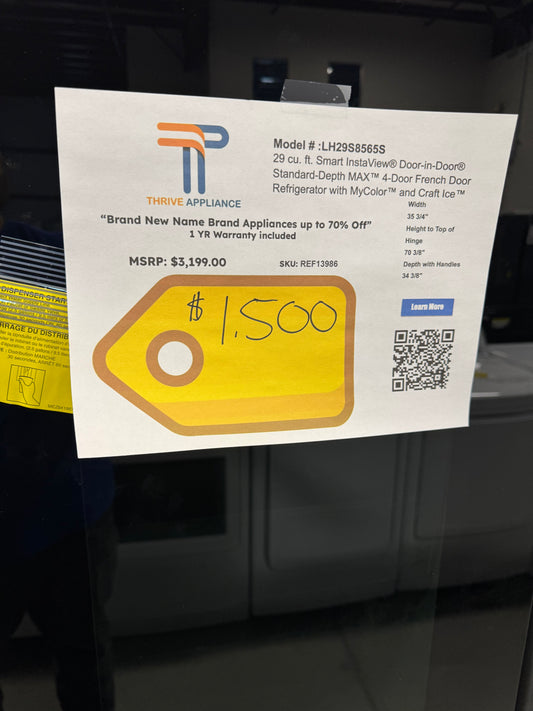 THRIVE APPLIANCE
Model # :LH29S8565S
29 cu. ft. Smart InstaView® Door-in-Door®
Standard-Depth MAX™ 4-Door French Door
Refrigerator with MyColor™ and Craft Ice™
“Brand New Name Brand Appliances up to 70% Off”
1 YR Warranty included
Width
35 3/4"
Height to Top of
Hinge
70 3/8"
Depth with Handles
34 3/8"
MSRP: $3,199.00
SKU: REF13986
$ 1,500
Learn More
DISPENSER STAR
RRAGE DU DISTRIB